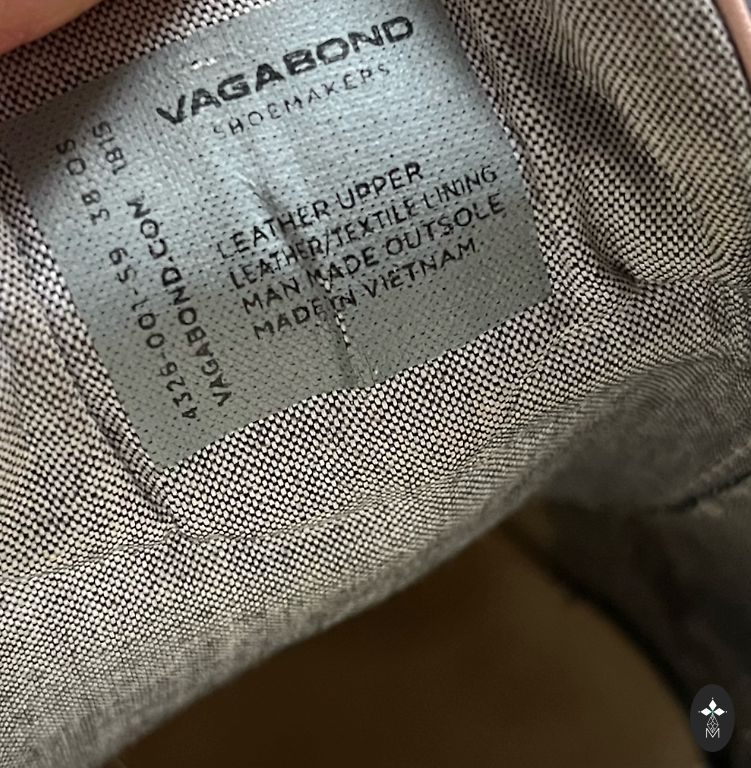 VAGABOND
SHOEMAKERS
LEATHER UPPER
LEATHER/TEXTILE LINING
MAN MADE OUTSOLE
MADE IN VIETNAM
4326-001-59 38 OS
VAGABOND.COM 1815
M